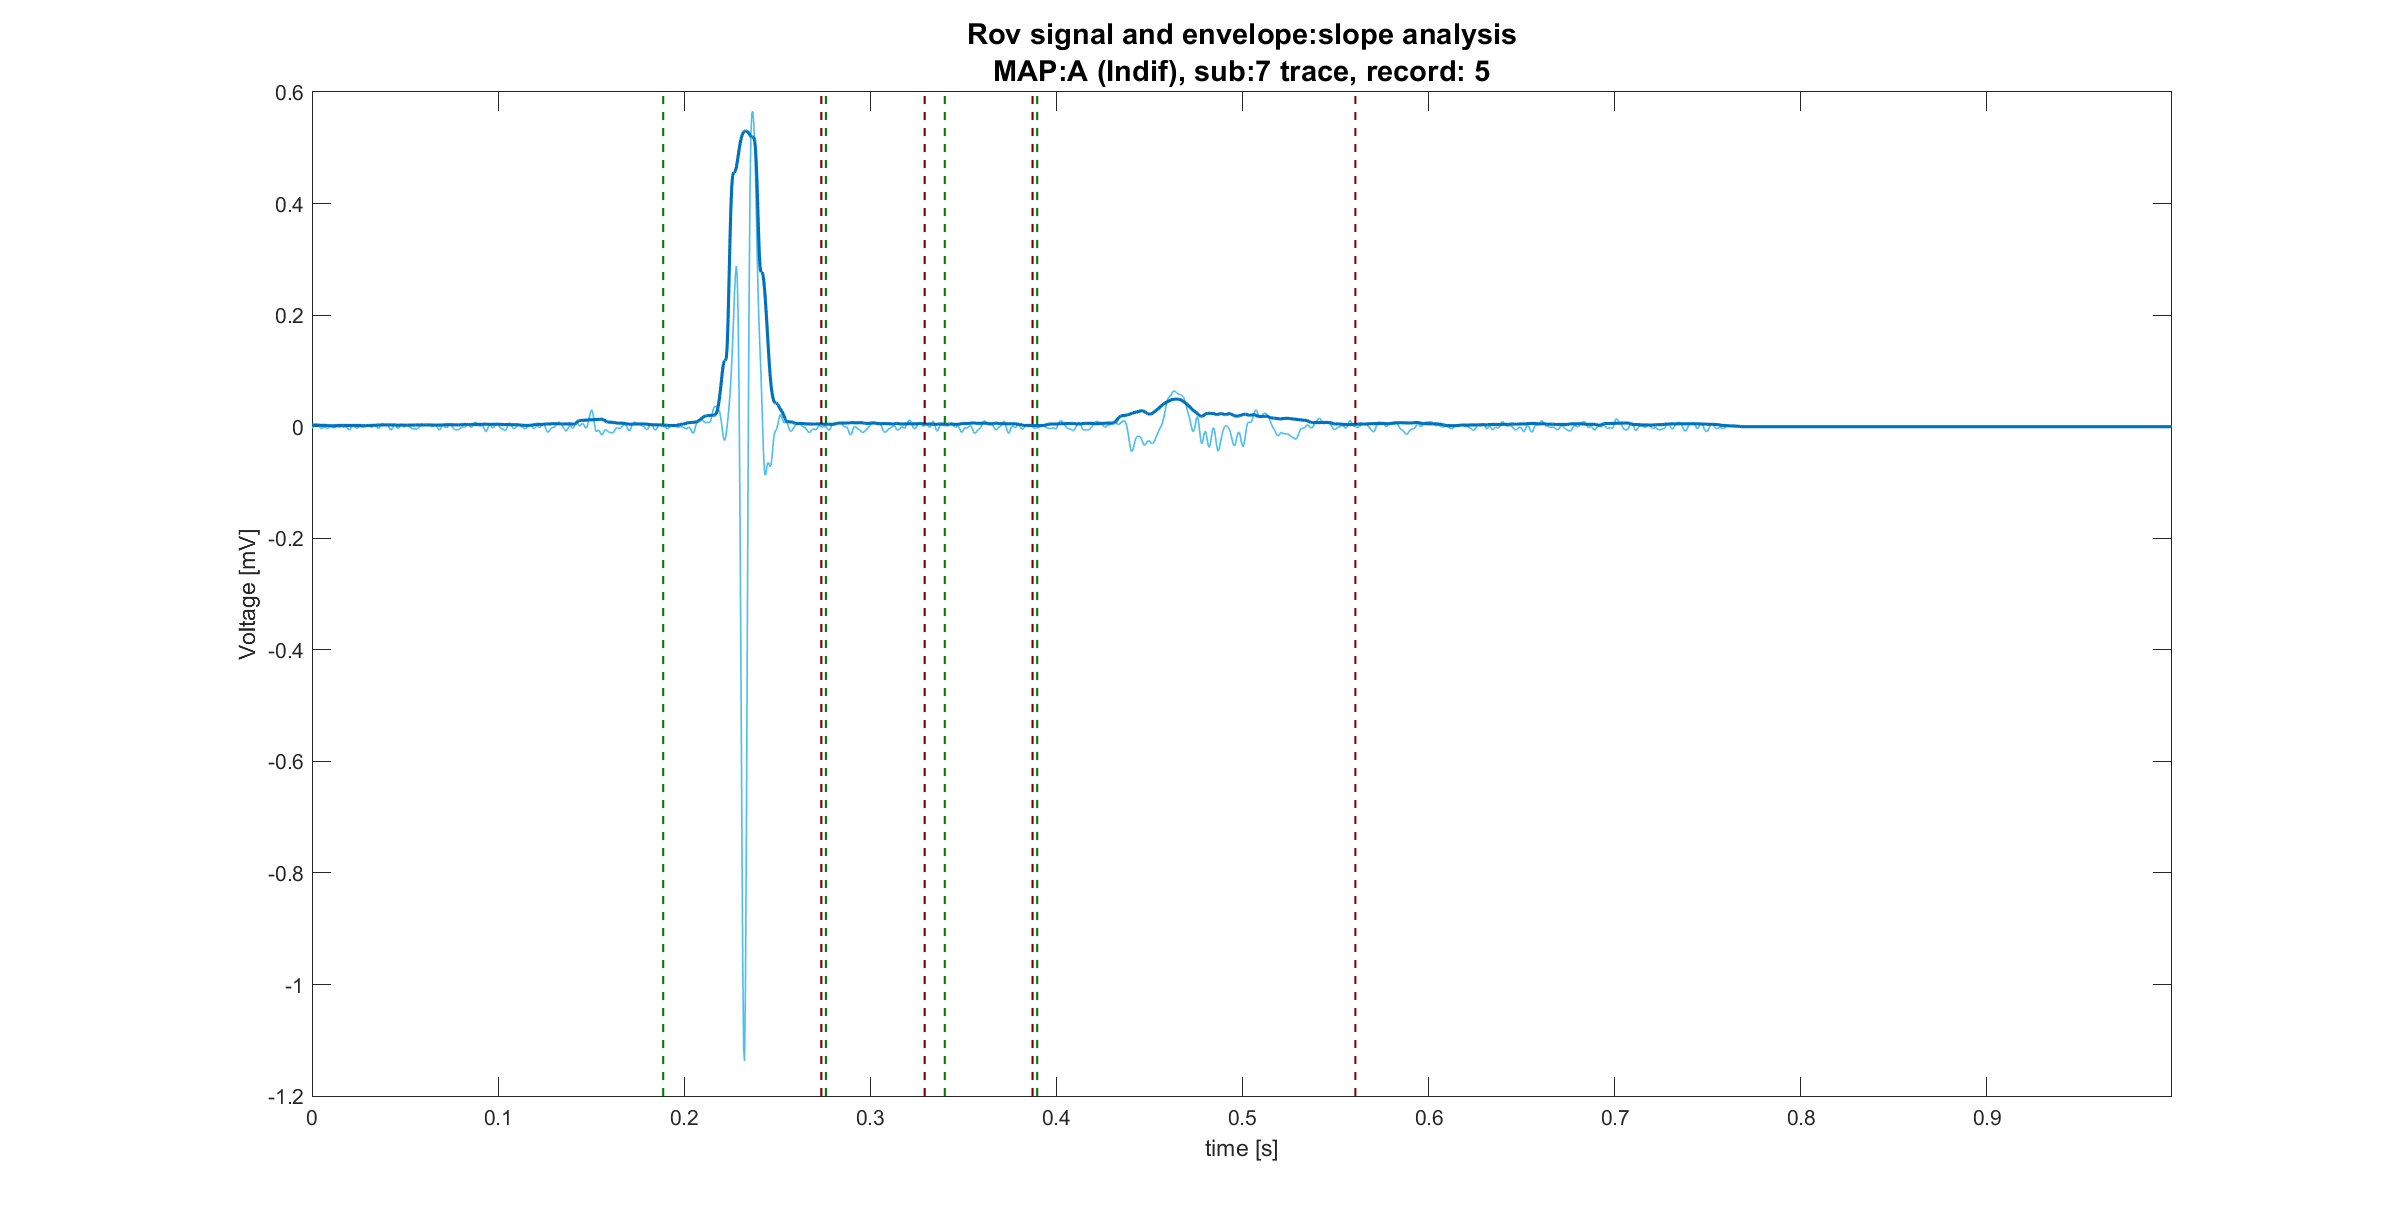 Rov signal and envelope:slope analysis
MAP:A (Indif), sub:7 trace, record: 5
0.6
0.4
0.2
0
-0.2
-0.4
-0.6
-0.8
-1
-1.2
Voltage [mV]
0 0.1 0.2 0.3 0.4 0.5 0.6 0.7 0.8 0.9
time [s]